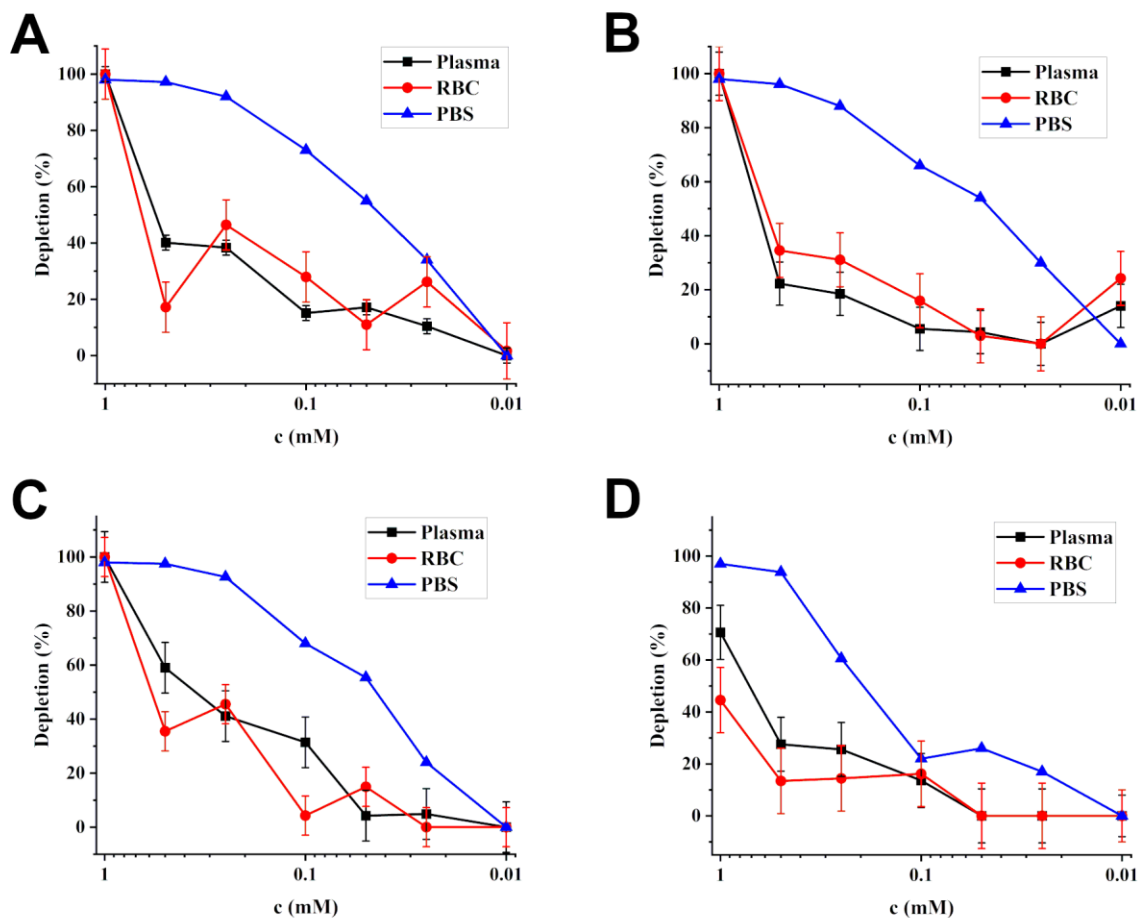 A
Plasma
RBC
PBS
Depletion (%)
100
80
60
40
20
0
1
0.1
0.01
c (mM)
B
Plasma
RBC
PBS
Depletion (%)
100
80
60
40
20
0
1
0.1
0.01
c (mM)
C
Plasma
RBC
PBS
Depletion (%)
100
80
60
40
20
0
1
0.1
0.01
c (mM)
D
Plasma
RBC
PBS
Depletion (%)
100
80
60
40
20
0
1
0.1
0.01
c (mM)